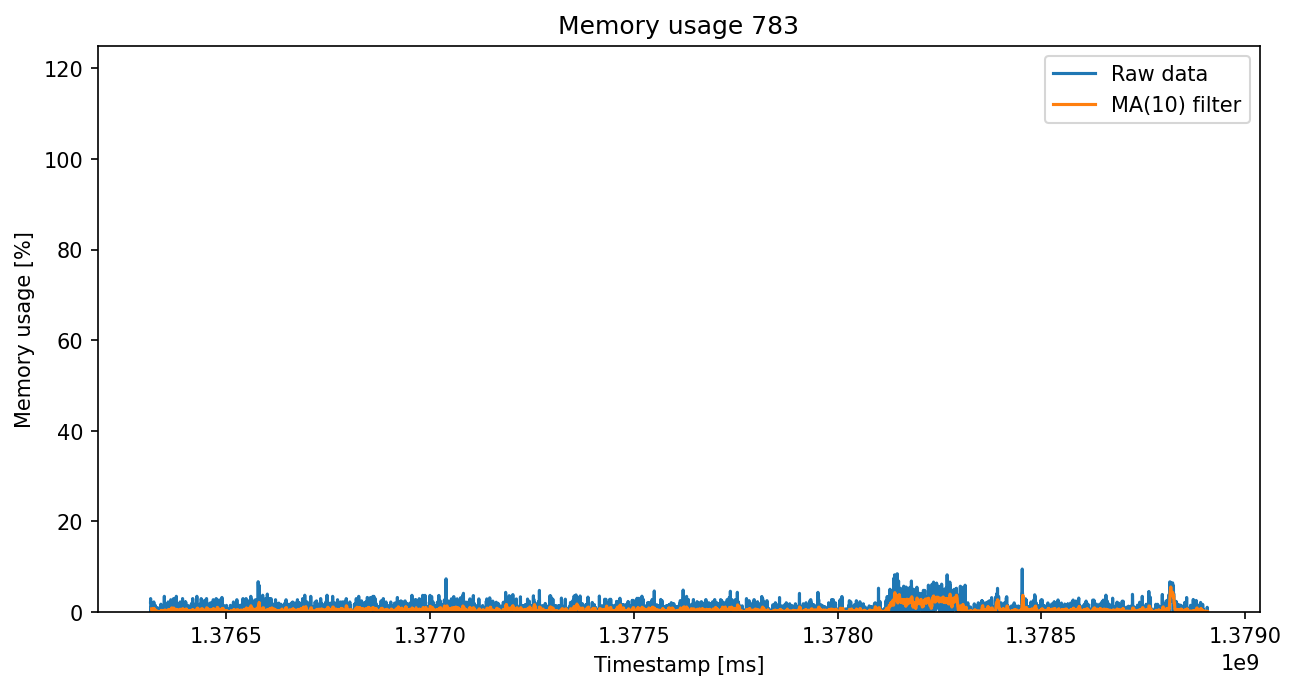 Memory usage 783
Raw data
MA(10) filter
Memory usage [%]
120
100
80
60
40
20
0
1.3765 1.3770 1.3775 1.3780 1.3785 1.3790
1e9
Timestamp [ms]